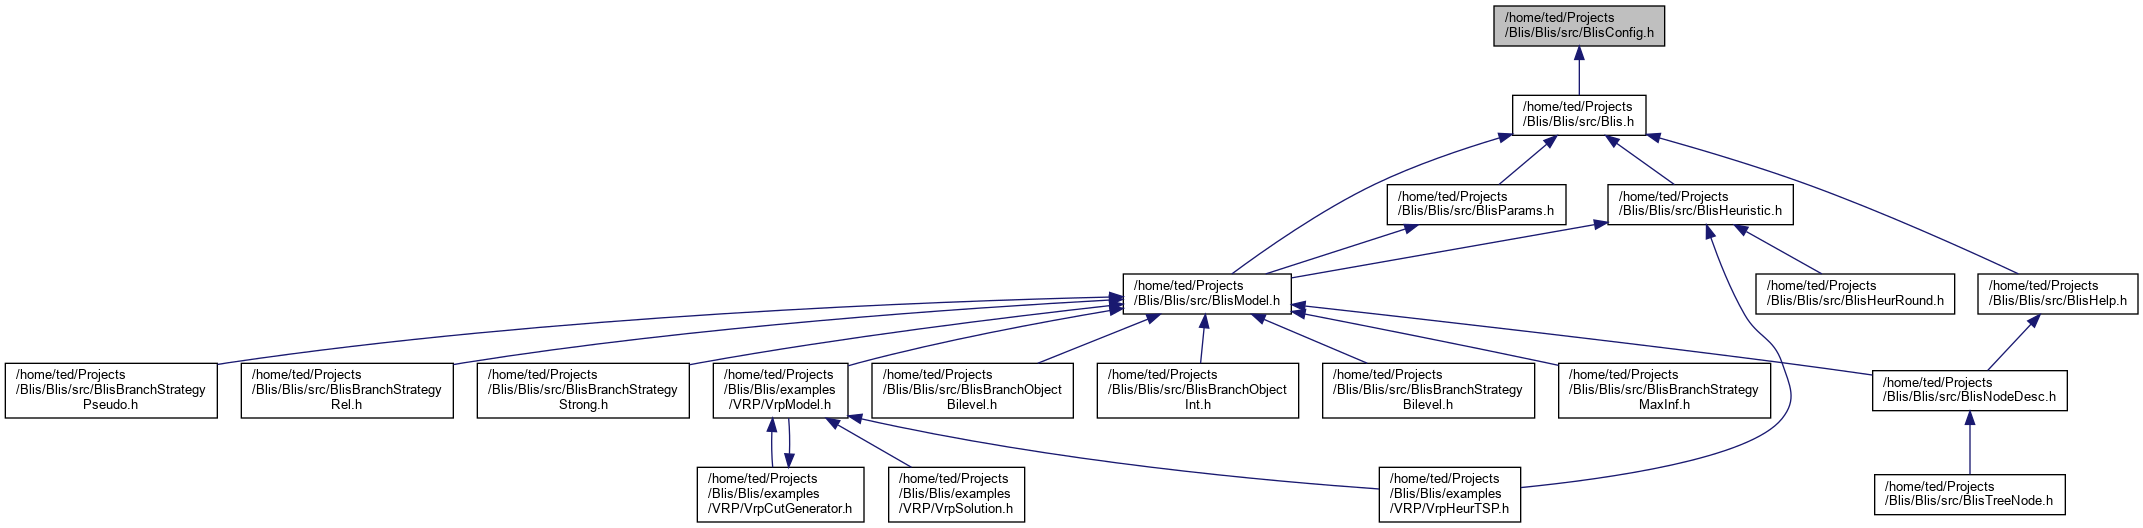 /home/ted/Projects
/Blis/Blis/src/BlisConfig.h
/home/ted/Projects
/Blis/Blis/src/Blis.h
/home/ted/Projects
/Blis/Blis/src/BlisParams.h
/home/ted/Projects
/Blis/Blis/src/BlisHeuristic.h
/home/ted/Projects
/Blis/Blis/src/BlisModel.h
/home/ted/Projects
/Blis/Blis/src/BlisHeurRound.h
/home/ted/Projects
/Blis/Blis/src/BlisHelp.h
/home/ted/Projects
/Blis/Blis/src/BlisBranchStrategy
Pseudo.h
/home/ted/Projects
/Blis/Blis/src/BlisBranchStrategy
Rel.h
/home/ted/Projects
/Blis/Blis/src/BlisBranchStrategy
Strong.h
/home/ted/Projects
/Blis/Blis/examples
/VRP/VrpModel.h
/home/ted/Projects
/Blis/Blis/src/BlisBranchObject
Bilevel.h
/home/ted/Projects
/Blis/Blis/src/BlisBranchObject
Int.h
/home/ted/Projects
/Blis/Blis/src/BlisBranchStrategy
Bilevel.h
/home/ted/Projects
/Blis/Blis/src/BlisBranchStrategy
MaxInf.h
/home/ted/Projects
/Blis/Blis/src/BlisNodeDesc.h
/home/ted/Projects
/Blis/Blis/examples
/VRP/VrpCutGenerator.h
/home/ted/Projects
/Blis/Blis/examples
/VRP/VrpSolution.h
/home/ted/Projects
/Blis/Blis/examples
/VRP/VrpHeurTSP.h
/home/ted/Projects
/Blis/Blis/src/BlisTreeNode.h